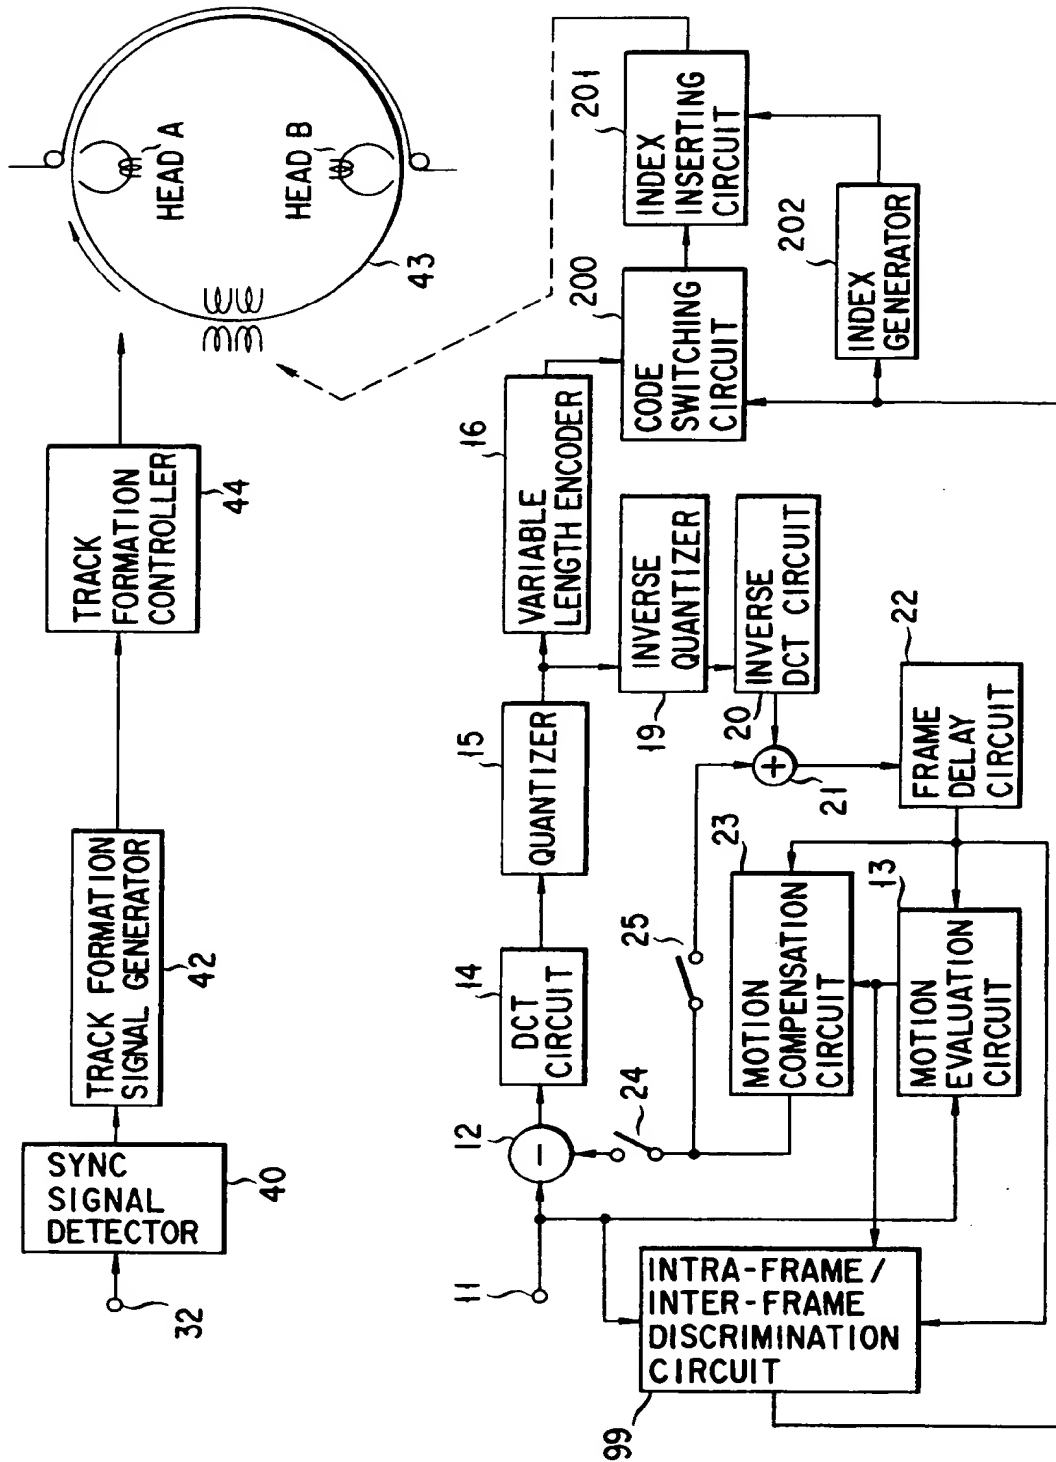 32
SYNC
SIGNAL
DETECTOR
40
TRACK FORMATION
SIGNAL GENERATOR
42
TRACK
FORMATION
CONTROLLER
44
HEAD A
HEAD B
43
11
12
14
DCT
CIRCUIT
15
QUANTIZER
16
VARIABLE
LENGTH ENCODER
200
CODE
SWITCHING
CIRCUIT
201
INDEX
INSERTING
CIRCUIT
202
INDEX
GENERATOR
24
25
19
INVERSE
QUANTIZER
20
INVERSE
DCT CIRCUIT
21
22
FRAME
DELAY
CIRCUIT
23
MOTION
COMPENSATION
CIRCUIT
13
MOTION
EVALUATION
CIRCUIT
99
INTRA-FRAME/
INTER-FRAME
DISCRIMINATION
CIRCUIT